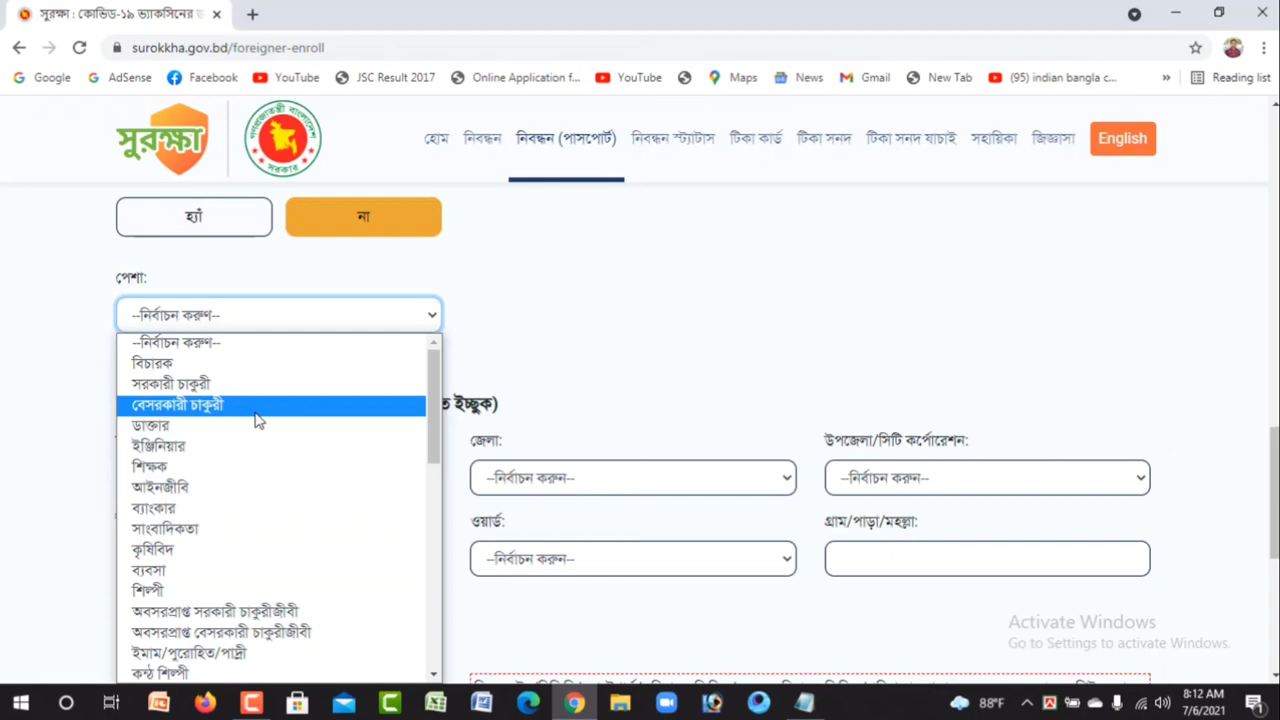 সুরক্ষা : কোভিড-১৯ ভ্যাকসিনের
surokkha.gov.bd/foreigner-enroll
Google AdSense Facebook YouTube JSC Result 2017 Online Application f... YouTube Maps News Gmail New Tab (95) indian bangla c... » Reading list
সুরক্ষা হোম নিবন্ধন নিবন্ধন (পাসপোর্ট) নিবন্ধন স্ট্যাটাস টিকা কার্ড টিকা সনদ টিকা সনদ যাচাই সহায়িকা জিজ্ঞাসা English
হ্যাঁ না
পেশা:
--নির্বাচন করুণ--
--নির্বাচন করুণ--
বিচারক
সরকারী চাকুরী
বেসরকারী চাকুরী
ডাক্তার
ইঞ্জিনিয়ার
শিক্ষক
আইনজীবি
ব্যাংকার
সাংবাদিকতা
কৃষিবিদ
ব্যবসা
শিল্পী
অবসরপ্রাপ্ত সরকারী চাকুরীজীবী
অবসরপ্রাপ্ত বেসরকারী চাকুরীজীবী
ইমাম/পুরোহিত/পাদ্রী
কন্ঠ শিল্পী
ইচ্ছুক)
জেলা: উপজেলা/সিটি কর্পোরেশন:
--নির্বাচন করুন-- --নির্বাচন করুন--
ওয়ার্ড: গ্রাম/পাড়া/মহল্লা:
--নির্বাচন করুন--
Activate Windows
Go to Settings to activate Windows.
88°F
8:12 AM
7/6/2021